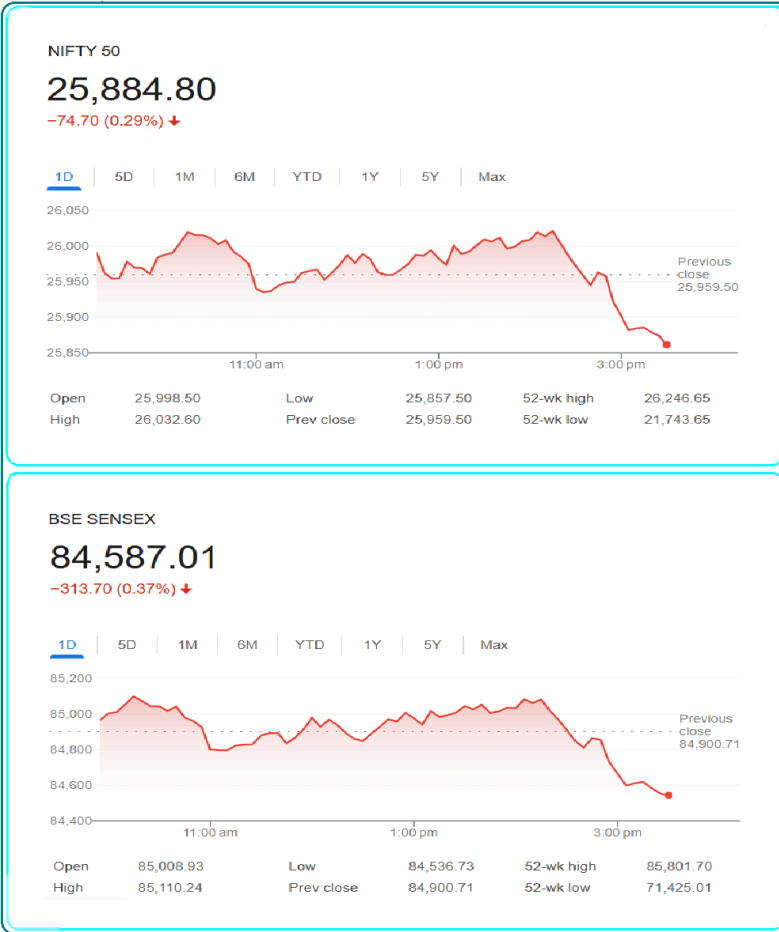 NIFTY 50
25,884.80
−74.70 (0.29%) ↓
1D 5D 1M 6M YTD 1Y 5Y Max
26,050
26,000
25,950
25,900
25,850
Previous
close
25,959.50
11:00 am 1:00 pm 3:00 pm
Open 25,998.50 Low 25,857.50 52-wk high 26,246.65
High 26,032.60 Prev close 25,959.50 52-wk low 21,743.65
BSE SENSEX
84,587.01
−313.70 (0.37%) ↓
1D 5D 1M 6M YTD 1Y 5Y Max
85,200
85,000
84,800
84,600
84,400
Previous
close
84,900.71
11:00 am 1:00 pm 3:00 pm
Open 85,008.93 Low 84,536.73 52-wk high 85,801.70
High 85,110.24 Prev close 84,900.71 52-wk low 71,425.01